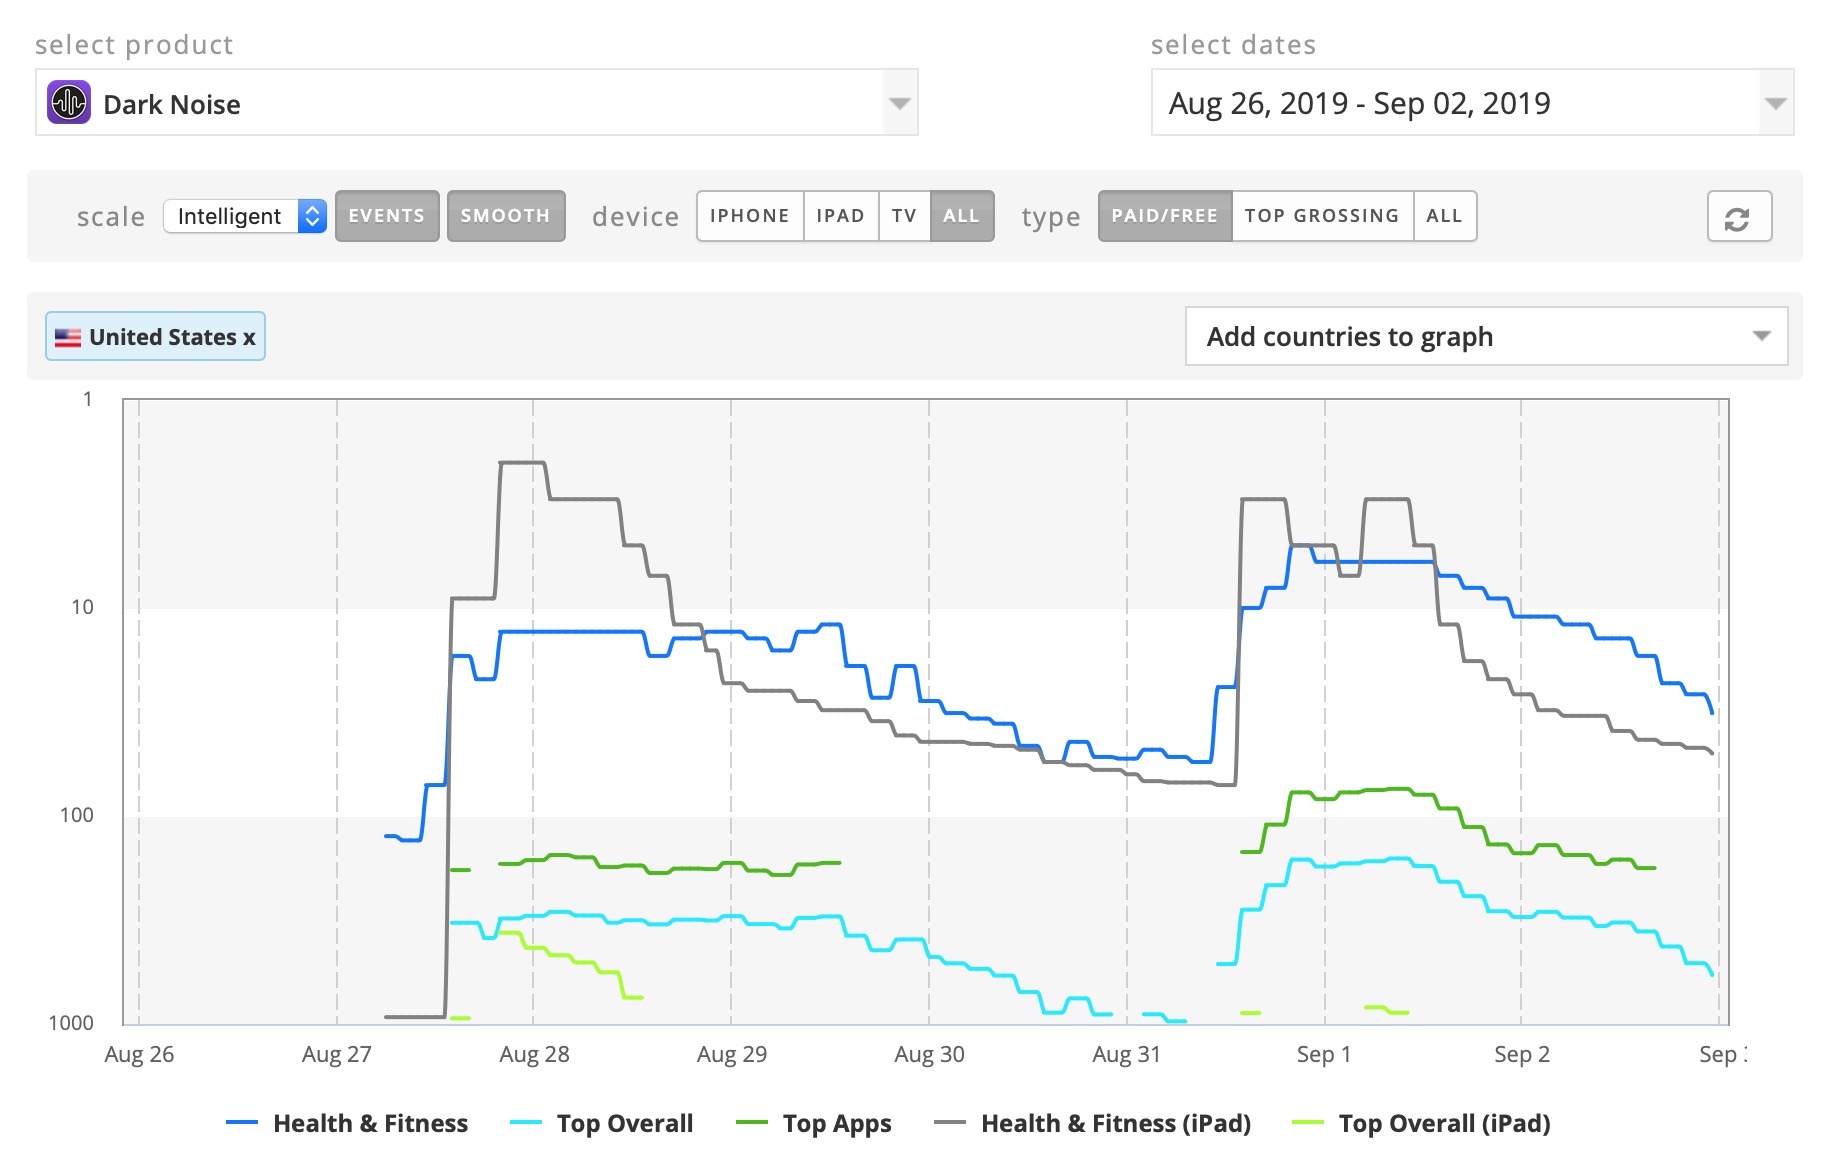 select product
select dates
Dark Noise
Aug 26, 2019 - Sep 02, 2019
scale Intelligent EVENTS SMOOTH device IPHONE IPAD TV ALL type PAID/FREE TOP GROSSING ALL
United States x
Add countries to graph
1
10
100
1000
Aug 26 Aug 27 Aug 28 Aug 29 Aug 30 Aug 31 Sep 1 Sep 2 Sep
Health & Fitness Top Overall Top Apps Health & Fitness (iPad) Top Overall (iPad)